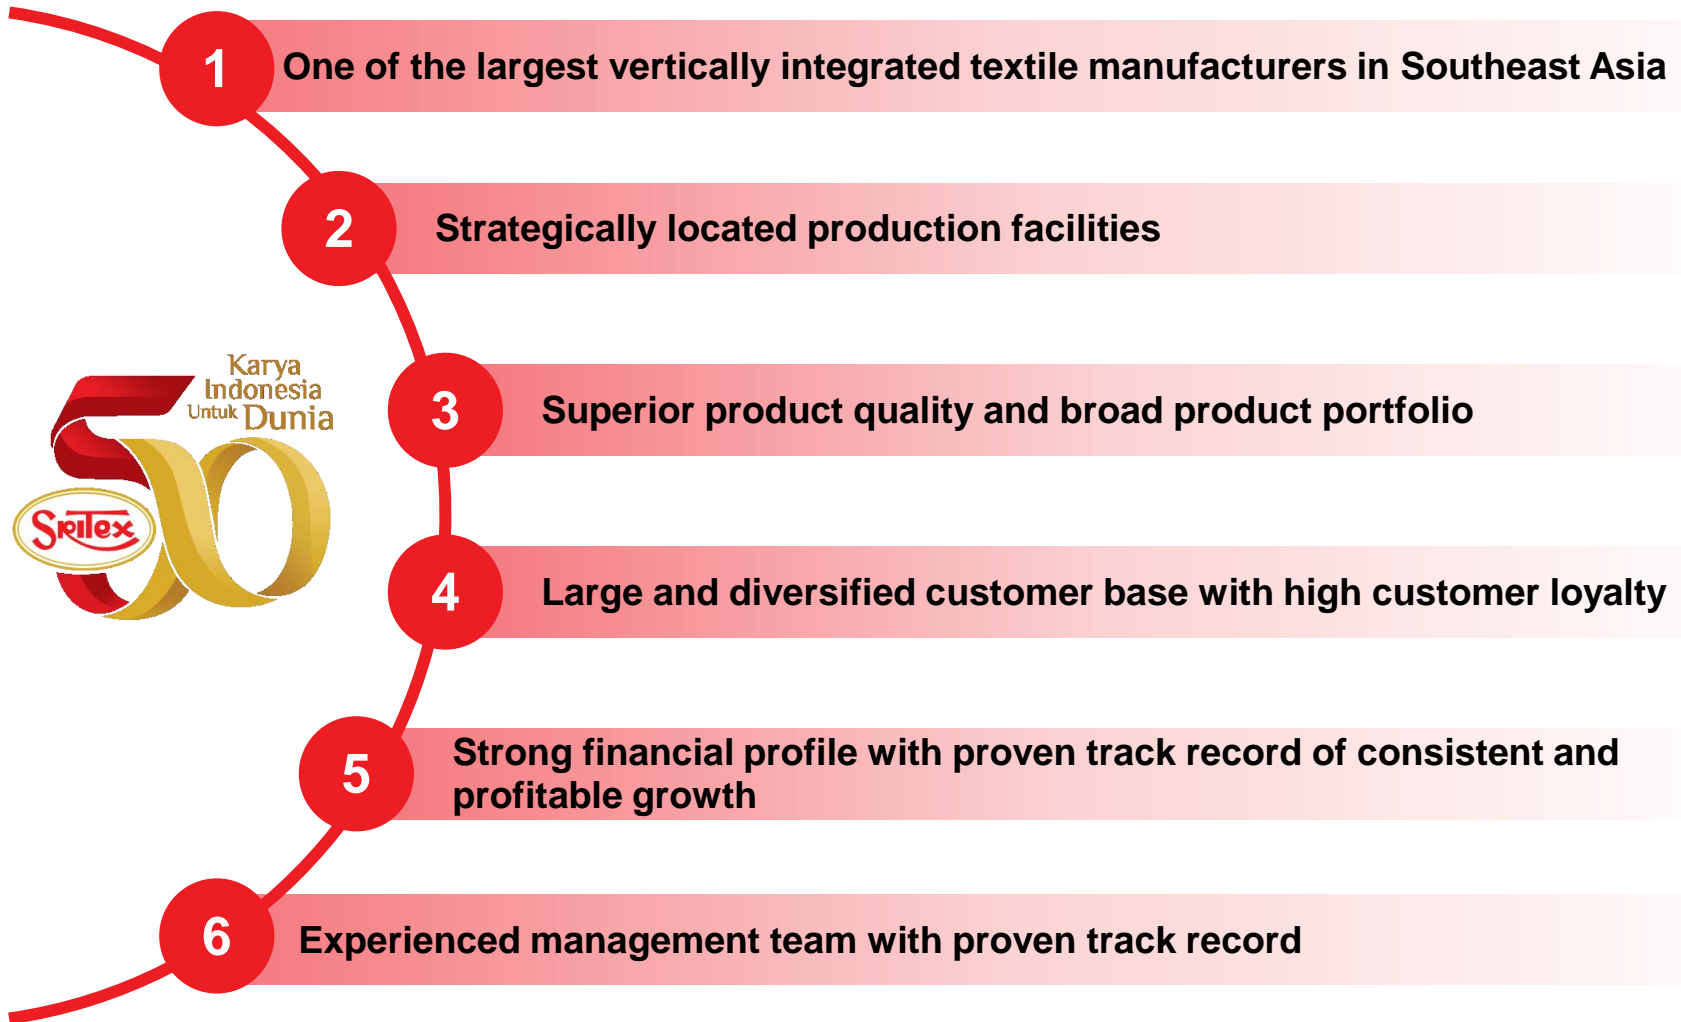 1
One of the largest vertically integrated textile manufacturers in Southeast Asia
2
Strategically located production facilities
Karya
Indonesia
Untuk Dunia
50
SRITex
3
Superior product quality and broad product portfolio
4
Large and diversified customer base with high customer loyalty
5
Strong financial profile with proven track record of consistent and
profitable growth
6
Experienced management team with proven track record